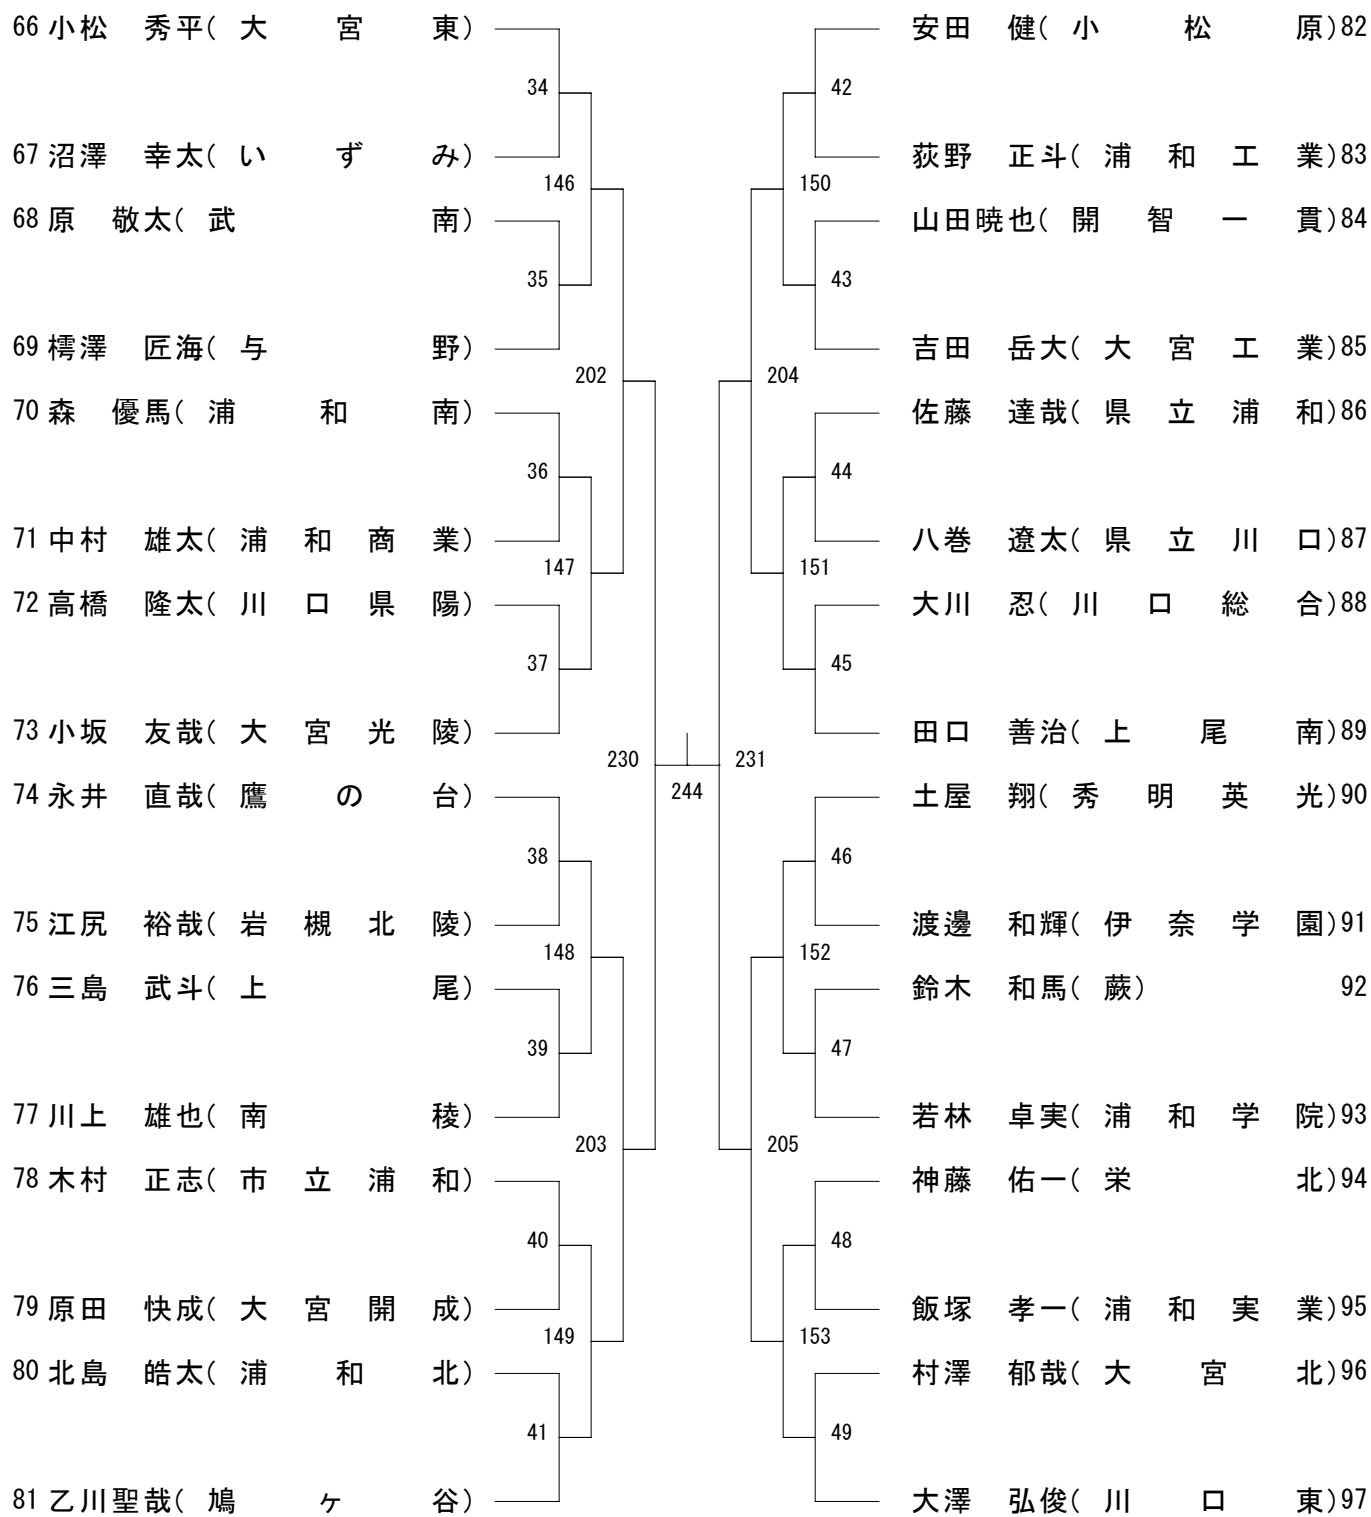 66 小松 秀平( 大 宮 東) 安田 健( 小 松 原)82
34 42
67 沼澤 幸太( い ず み) 荻野 正斗( 浦 和 工 業)83
146 150
68 原 敬太( 武 南) 山田暁也( 開 智 一 貫)84
35 43
69 樗澤 匠海( 与 野) 吉田 岳大( 大 宮 工 業)85
202 204
70 森 優馬( 浦 和 南) 佐藤 達哉( 県 立 浦 和)86
36 44
71 中村 雄太( 浦 和 商 業) 八巻 遼太( 県 立 川 口)87
147 151
72 高橋 隆太( 川 口 県 陽) 大川 忍( 川 口 総 合)88
37 45
73 小坂 友哉( 大 宮 光 陵) 田口 善治( 上 尾 南)89
230 231
244
74 永井 直哉( 鷹 の 台) 土屋 翔( 秀 明 英 光)90
38 46
75 江尻 裕哉( 岩 槻 北 陵) 渡邊 和輝( 伊 奈 学 園)91
148 152
76 三島 武斗( 上 尾) 鈴木 和馬( 蕨) 92
39 47
77 川上 雄也( 南 稜) 若林 卓実( 浦 和 学 院)93
203 205
78 木村 正志( 市 立 浦 和) 神藤 佑一( 栄 北)94
40 48
79 原田 快成( 大 宮 開 成) 飯塚 孝一( 浦 和 実 業)95
149 153
80 北島 皓太( 浦 和 北) 村澤 郁哉( 大 宮 北)96
41 49
81 乙川聖哉( 鳩 ヶ 谷) 大澤 弘俊( 川 口 東)97